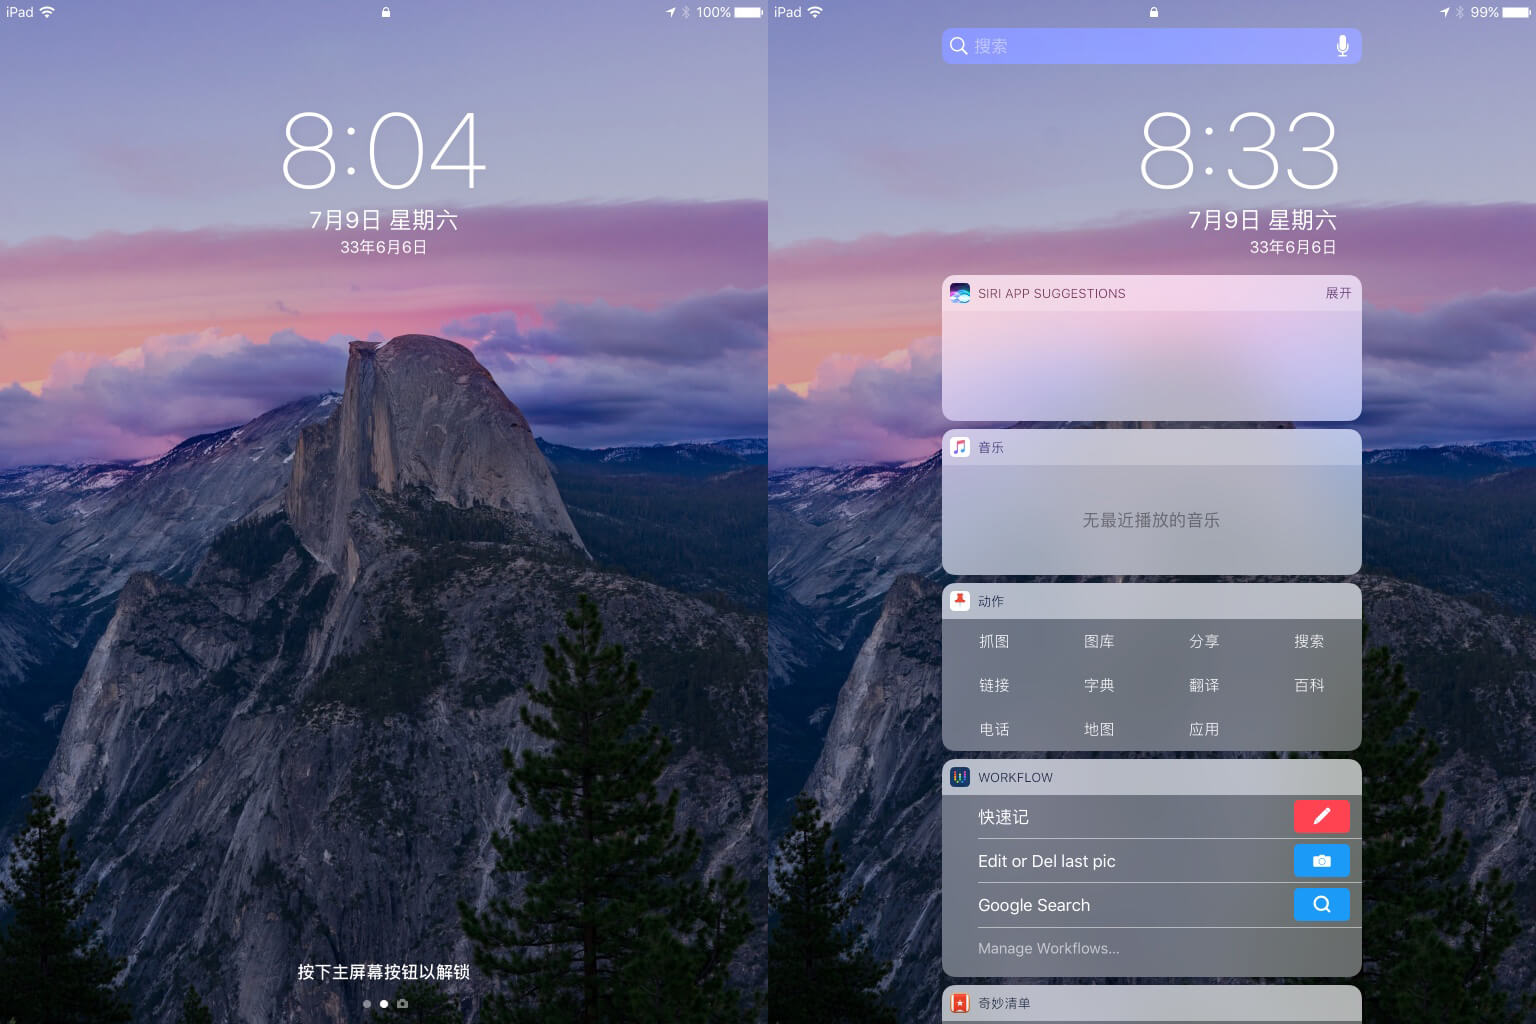 iPad
100%
8:04
7月9日 星期六
33年6月6日
按下主屏幕按钮以解锁
iPad
99%
搜索
8:33
7月9日 星期六
33年6月6日
SIRI APP SUGGESTIONS
展开
音乐
无最近播放的音乐
动作
抓图 图库 分享 搜索
链接 字典 翻译 百科
电话 地图 应用
WORKFLOW
快速记
Edit or Del last pic
Google Search
Manage Workflows...
奇妙清单